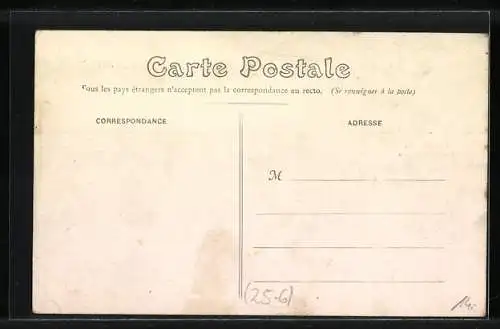 Carte Postale
Tous les pays étrangers n'acceptent pas la correspondance au recto. (Se renseigner à la poste)
CORRESPONDANCE
ADRESSE
M
(25-6)